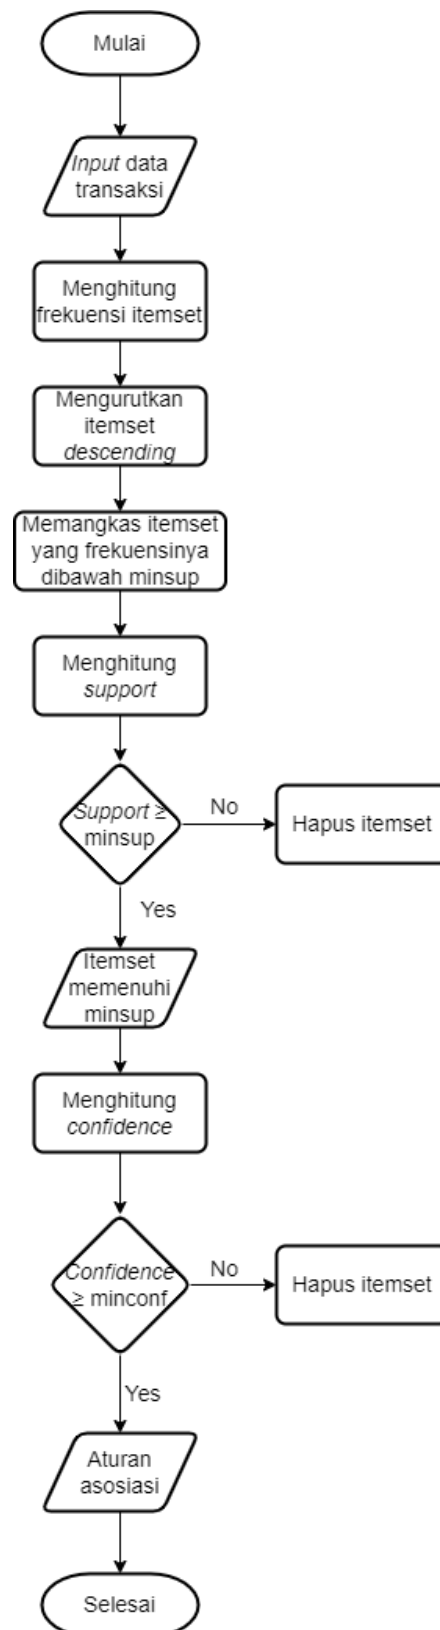 Mulai
Input data
transaksi
Menghitung
frekuensi itemset
Mengurutkan
itemset
descending
Memangkas itemset
yang frekuensinya
dibawah minsup
Menghitung
support
Support ≥
minsup
No
Hapus itemset
Yes
Itemset
memenuhi
minsup
Menghitung
confidence
Confidence
≥ minconf
No
Hapus itemset
Yes
Aturan
asosiasi
Selesai